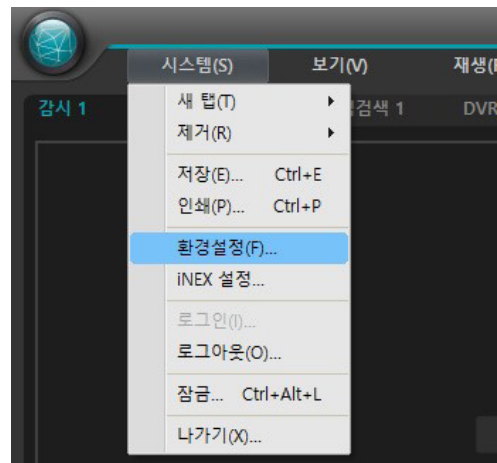 시스템(S) 보기(V) 재생(
감시 1 검색 1 DVR
새 탭(T)
제거(R)
저장(E)... Ctrl+E
인쇄(P)... Ctrl+P
환경설정(F)...
iNEX 설정...
로그인(I)...
로그아웃(O)...
잠금... Ctrl+Alt+L
나가기(X)...